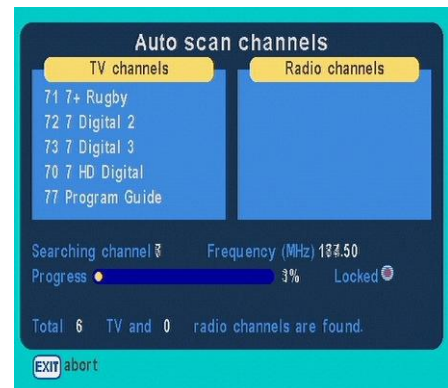 Auto scan channels
TV channels
Radio channels
71 7+ Rugby
72 7 Digital 2
73 7 Digital 3
70 7 HD Digital
77 Program Guide
Searching channel
Frequency (MHz)
Progress
Locked
Total 6 TV and 0 radio channels are found.
EXIT abort